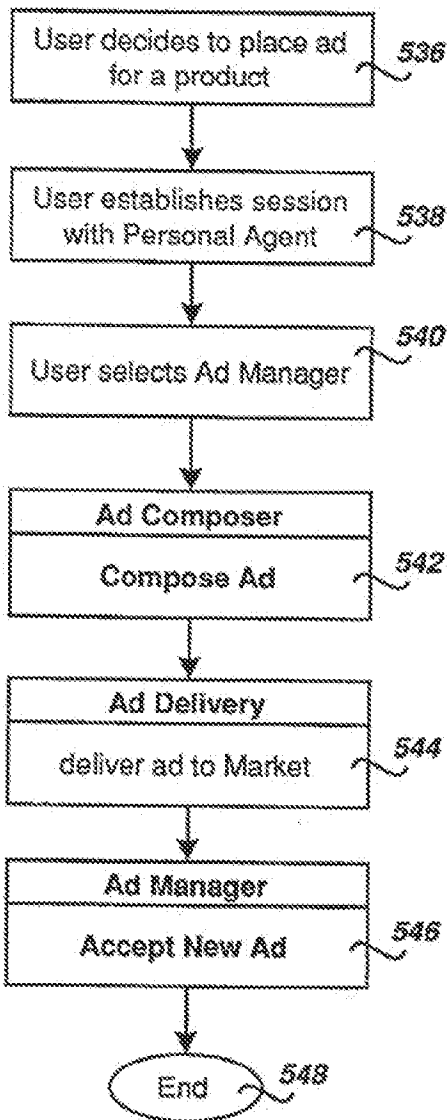 User decides to place ad
for a product
536
User establishes session
with Personal Agent
538
540
User selects Ad Manager
Ad Composer
Compose Ad
542
Ad Delivery
deliver ad to Market
544
Ad Manager
Accept New Ad
546
End
548